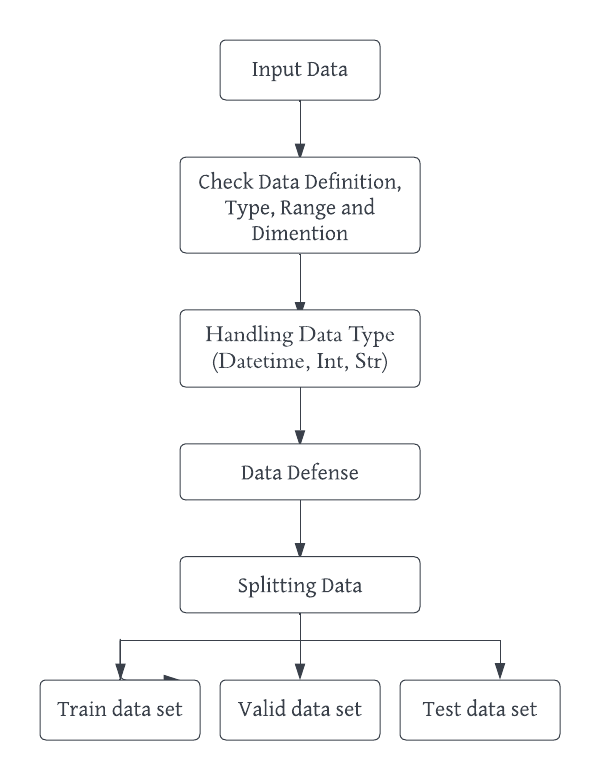 Input Data
Check Data Definition,
Type, Range and
Dimention
Handling Data Type
(Datetime, Int, Str)
Data Defense
Splitting Data
Train data set
Valid data set
Test data set